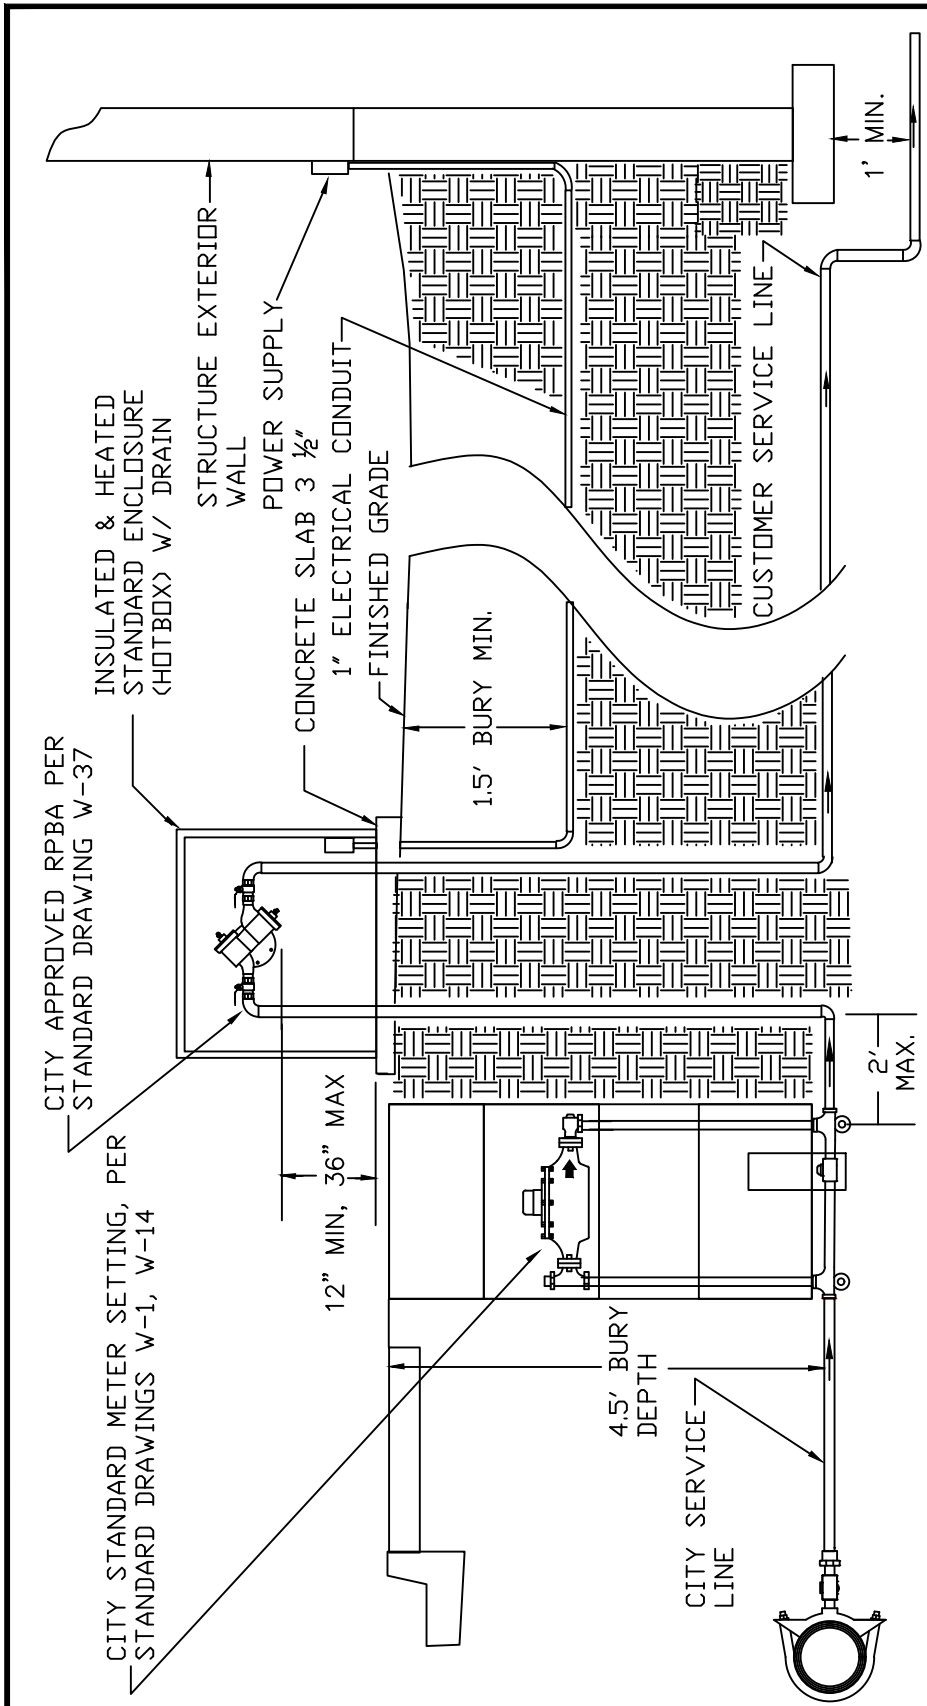 CITY STANDARD METER SETTING, PER
STANDARD DRAWINGS W-1, W-14
CITY APPROVED RPBA PER
STANDARD DRAWING W-37
INSULATED & HEATED
STANDARD ENCLOSURE
(HOTBOX) W/ DRAIN
STRUCTURE EXTERIOR
WALL
POWER SUPPLY
CONCRETE SLAB 3 ½"
1" ELECTRICAL CONDUIT
FINISHED GRADE
12" MIN, 36" MAX
1.5' BURY MIN.
4.5' BURY
DEPTH
CITY SERVICE
LINE
CUSTOMER SERVICE LINE
2'
MAX.
1' MIN.